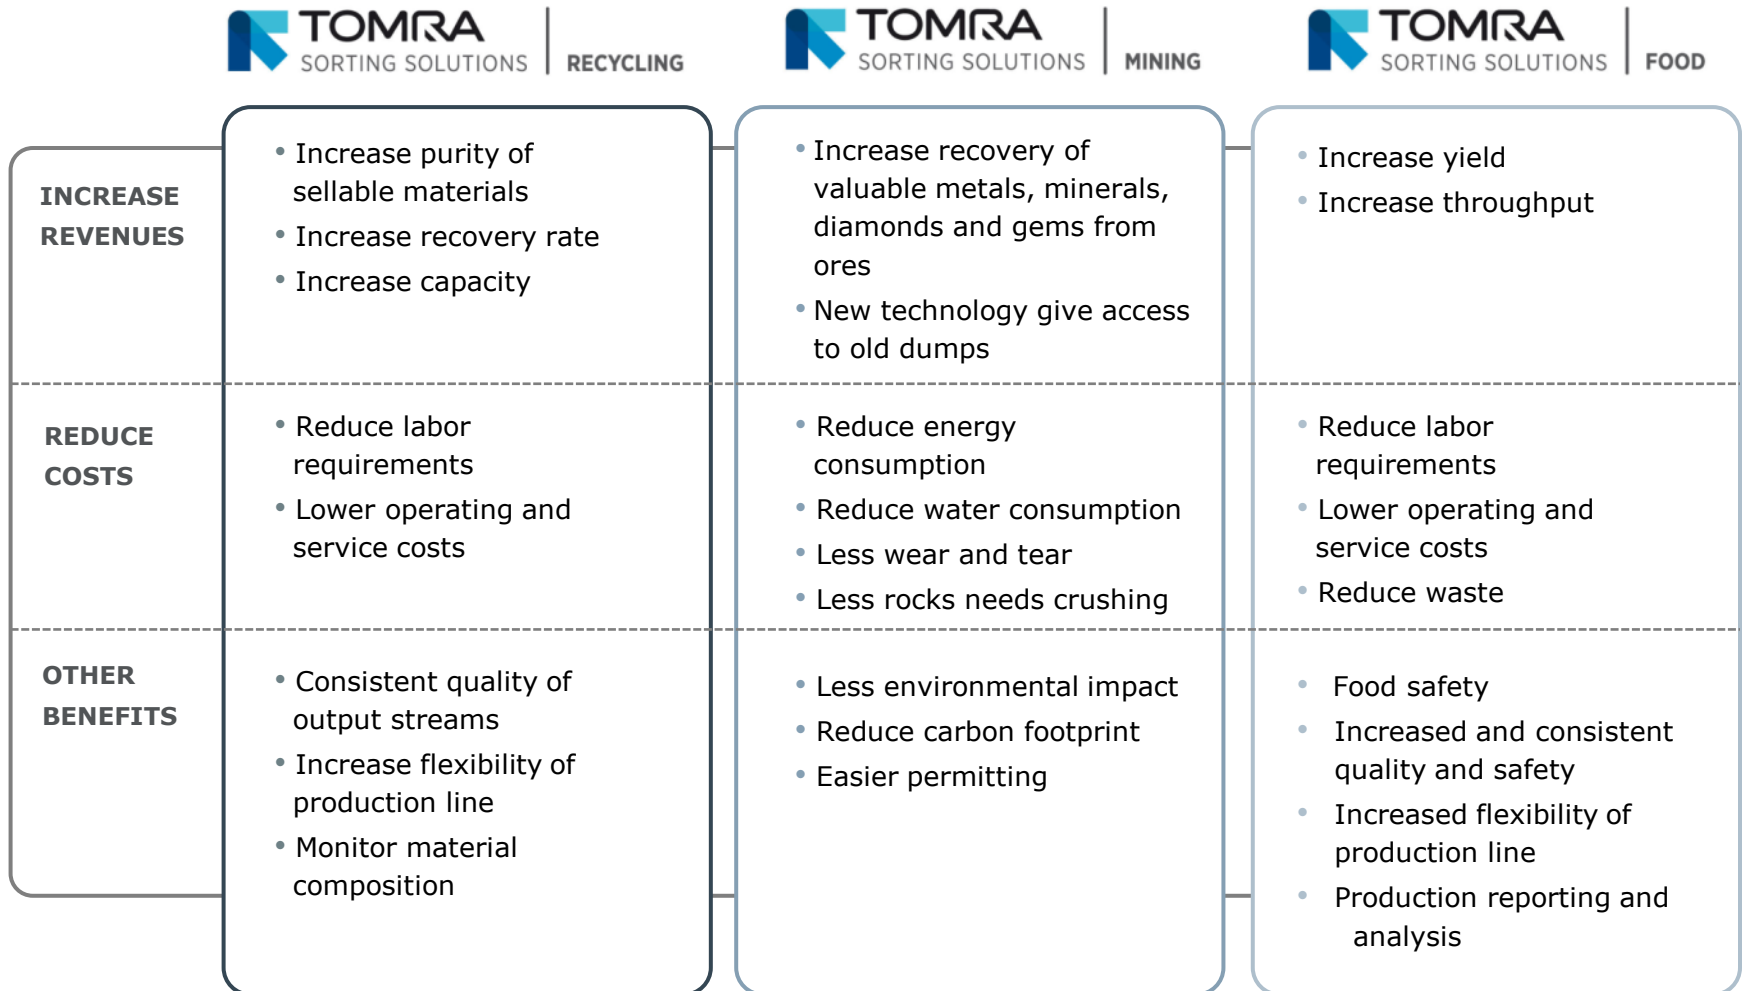 TOMRA
SORTING SOLUTIONS
RECYCLING
TOMRA
SORTING SOLUTIONS
MINING
TOMRA
SORTING SOLUTIONS
FOOD
INCREASE
REVENUES
• Increase purity of
sellable materials
• Increase recovery rate
• Increase capacity
• Increase recovery of
valuable metals, minerals,
diamonds and gems from
ores
• New technology give access
to old dumps
• Increase yield
• Increase throughput
REDUCE
COSTS
• Reduce labor
requirements
• Lower operating and
service costs
• Reduce energy
consumption
• Reduce water consumption
• Less wear and tear
• Less rocks needs crushing
• Reduce labor
requirements
• Lower operating and
service costs
• Reduce waste
OTHER
BENEFITS
• Consistent quality of
output streams
• Increase flexibility of
production line
• Monitor material
composition
• Less environmental impact
• Reduce carbon footprint
• Easier permitting
• Food safety
• Increased and consistent
quality and safety
• Increased flexibility of
production line
• Production reporting and
analysis